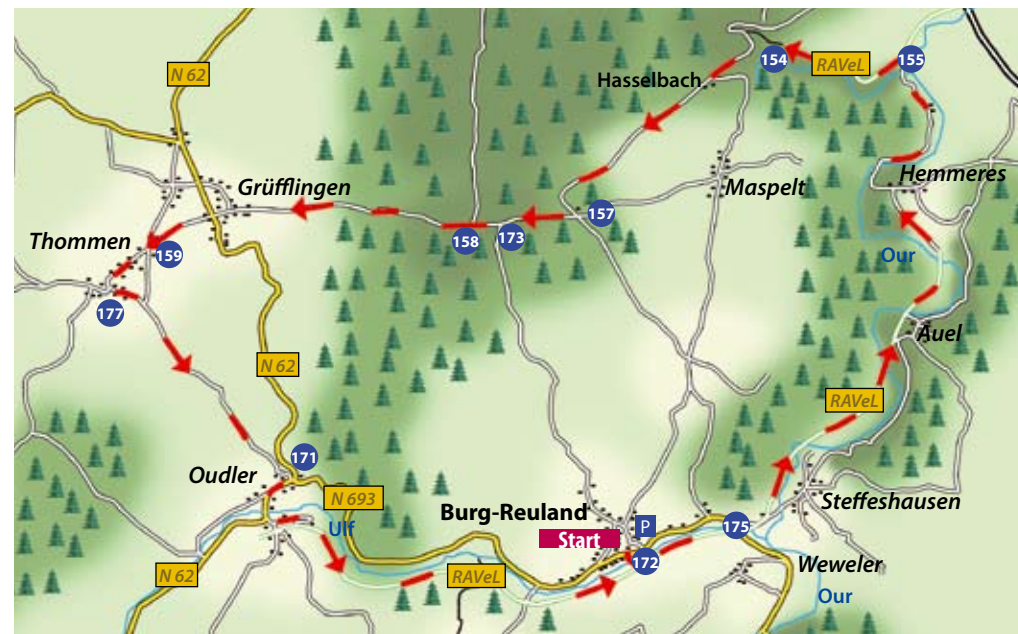 N 62
154
RAVeL
155
Hasselbach
Grüfflingen
Maspelt
Hemmeres
157
Thommen
159
158
173
Our
177
Auel
N 62
RAVeL
Oudler
171
N 693
Burg-Reuland
Steffeshausen
Ulf
P
175
Start
172
Weweler
N 62
RAVeL
Our